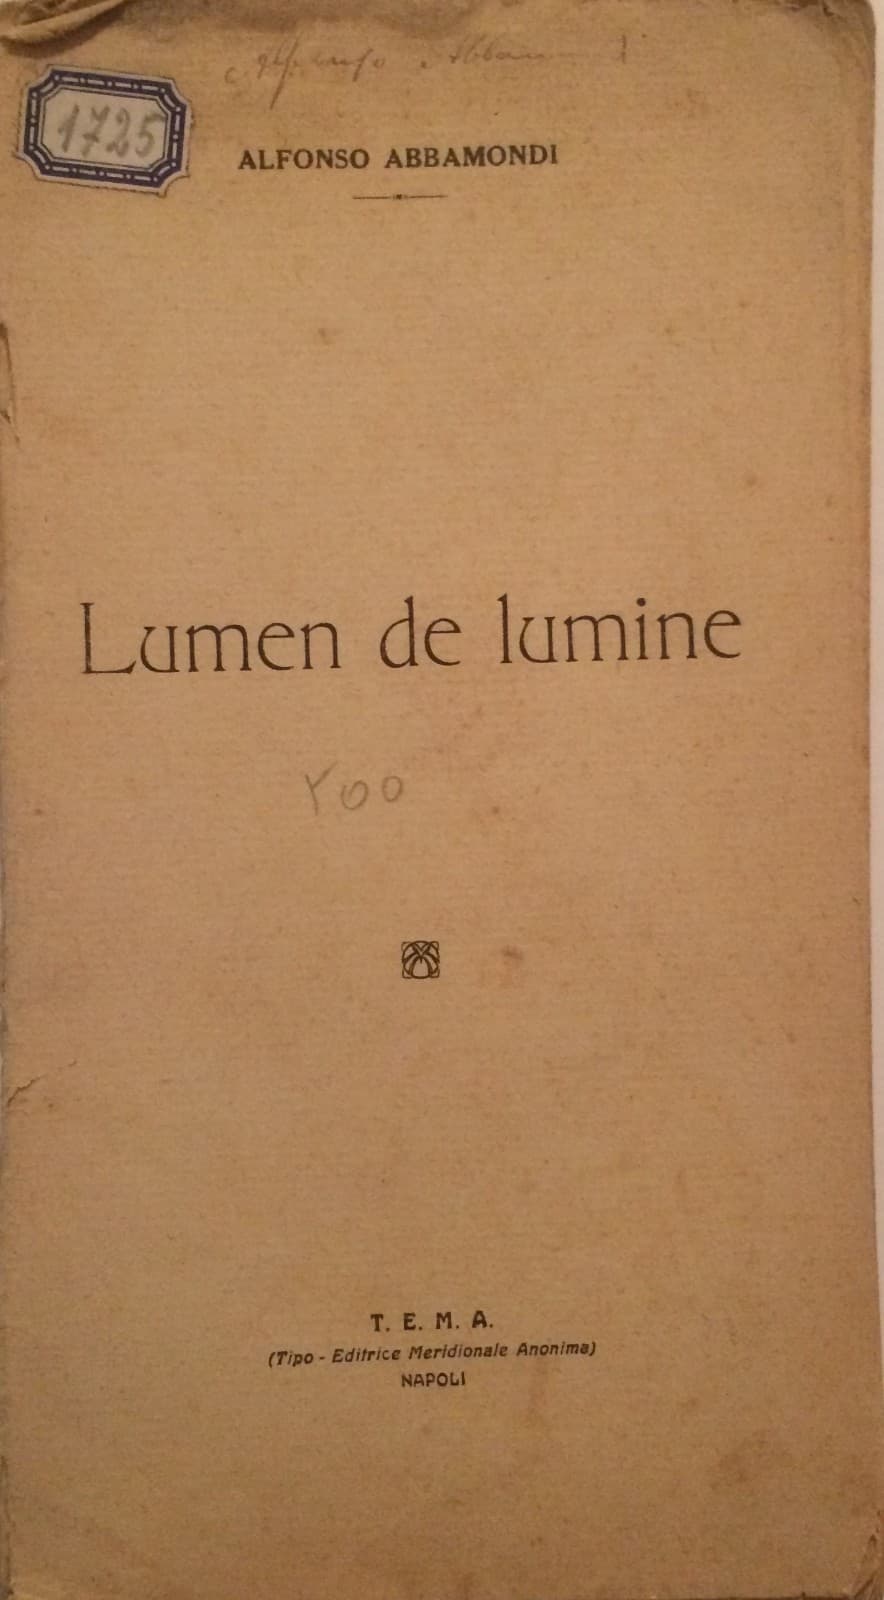 1725
ALFONSO ABBAMONDI
Lumen de lumine
T. E. M. A.
(Tipo - Editrice Meridionale Anonima)
NAPOLI